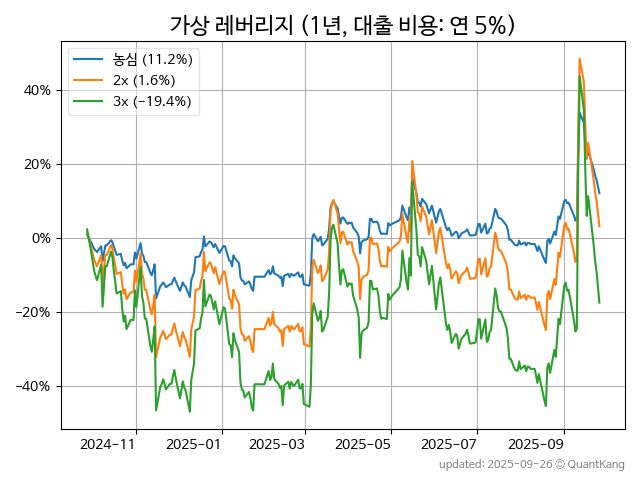 가상 레버리지 (1년, 대출 비용: 연 5%)
농심 (11.2%)
2x (1.6%)
3x (−19.4%)
40%
20%
0%
−20%
−40%
2024-11
2025-01
2025-03
2025-05
2025-07
2025-09
updated: 2025-09-26 © QuantKang